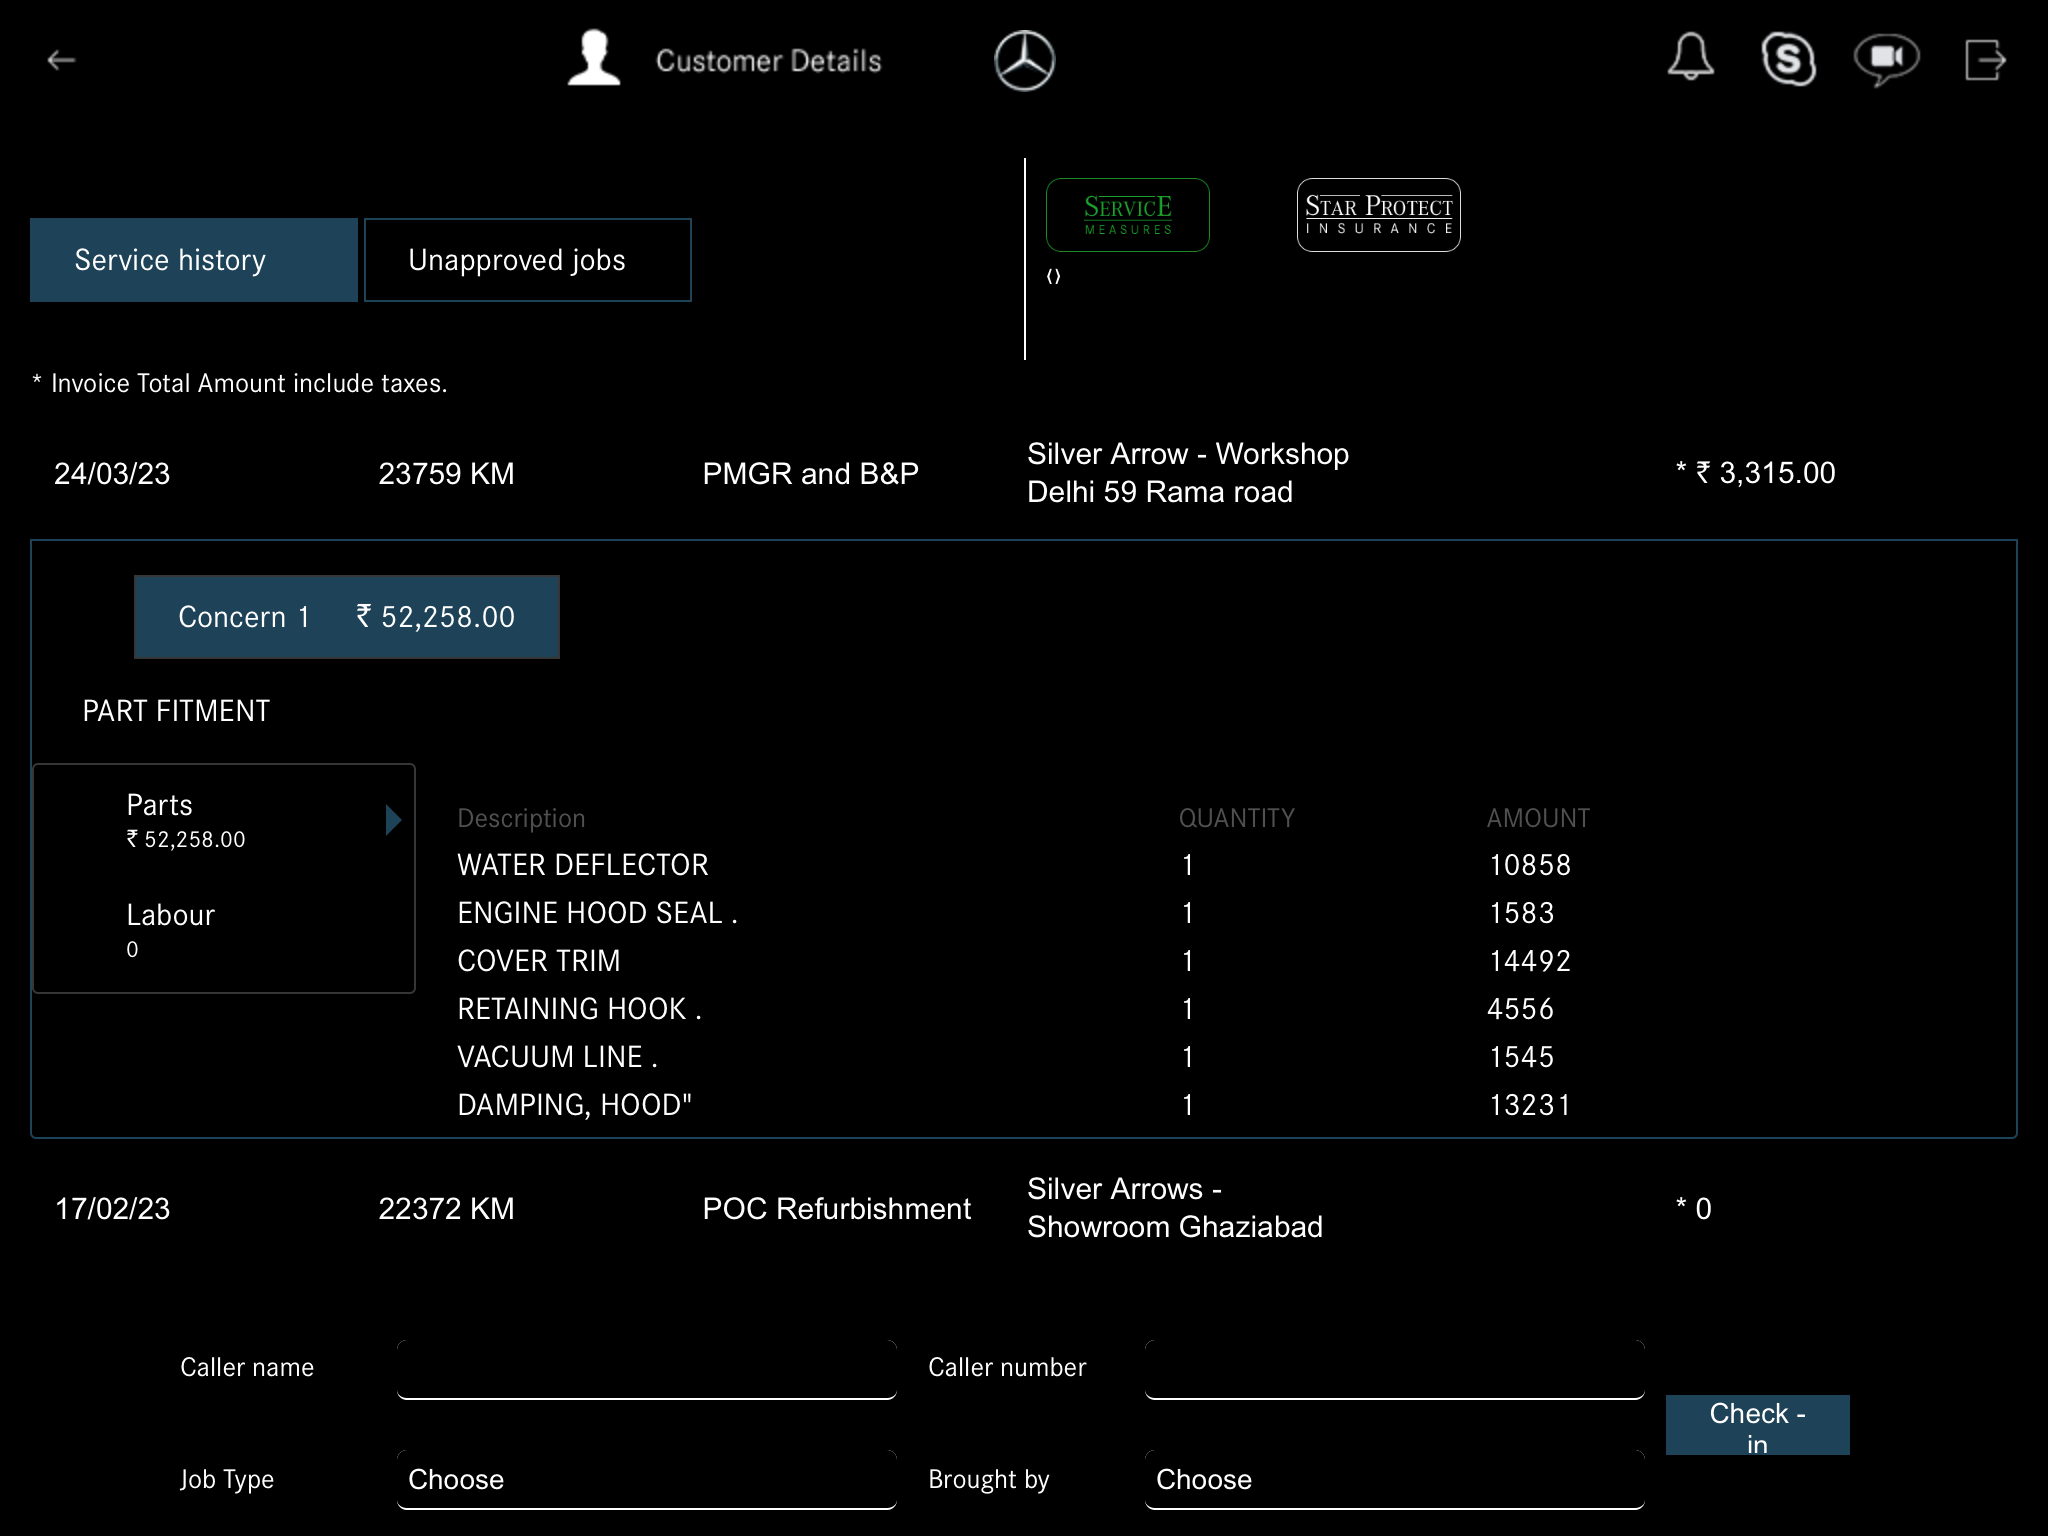 Customer Details
SERVICE
MEASURES
STAR PROTECT
INSURANCE
Service history
Unapproved jobs
‹›
* Invoice Total Amount include taxes.
24/03/23 23759 KM PMGR and B&P Silver Arrow - Workshop Delhi 59 Rama road * ₹ 3,315.00
Concern 1 ₹ 52,258.00
PART FITMENT
Parts
₹ 52,258.00
Labour
0
Description QUANTITY AMOUNT
WATER DEFLECTOR 1 10858
ENGINE HOOD SEAL . 1 1583
COVER TRIM 1 14492
RETAINING HOOK . 1 4556
VACUUM LINE . 1 1545
DAMPING, HOOD" 1 13231
17/02/23 22372 KM POC Refurbishment Silver Arrows - Showroom Ghaziabad * 0
Caller name
Caller number
Check - in
Job Type Choose
Brought by Choose